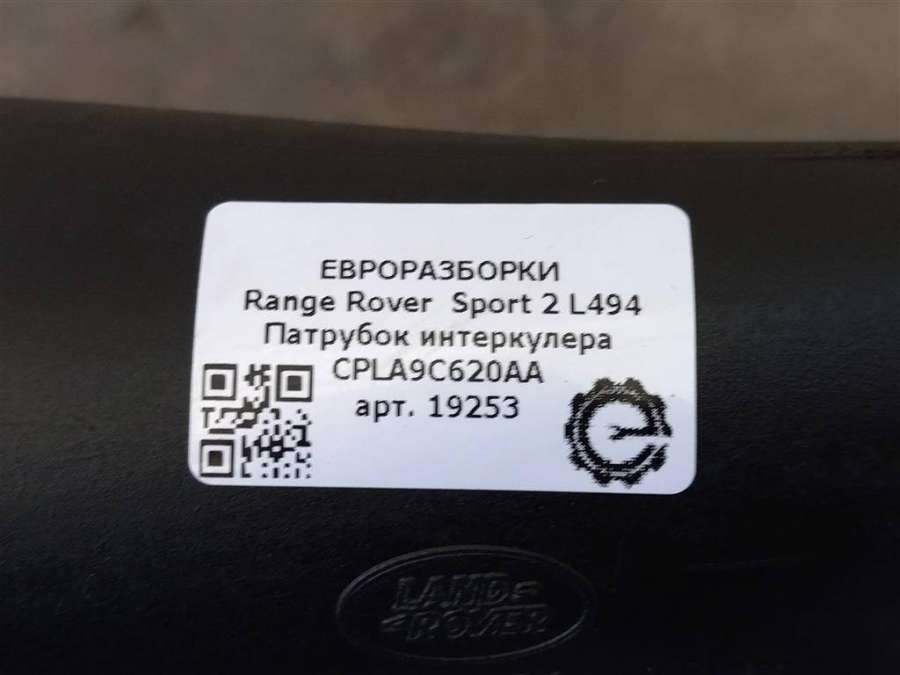 ЕВРОРАЗБОРКИ
Range Rover Sport 2 L494
Патрубок интеркулера
CPLA9C620AA
арт. 19253
LAND
ROVER